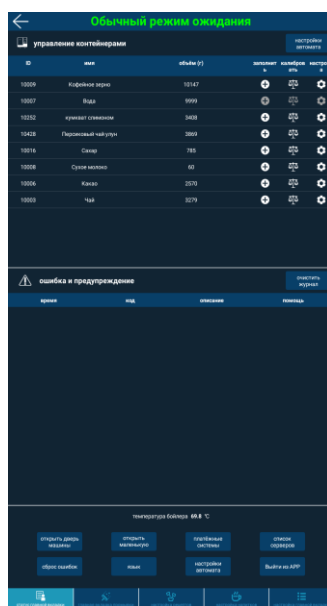 Обычный режим ожидания
управление контейнерами
настройки
автомата
ID имя объём (г) заполнит
ь калибров
ать настро
а
10009 Кофейное зерно 10147
10007 Вода 9999
10252 кумкват слимоном 3408
10428 Персиковый чай улун 3869
10016 Сахар 785
10008 Сухое молоко 60
10006 Какао 2570
10003 Чай 3279
ошибка и предупреждение
очистить
журнал
время код описание помощь
температура бойлера 69.8 ℃
открыть дверь
машины
открыть
маленькую
платёжные
системы
список
серверов
сброс ошибок
язык
настройки
автомата
Выйти из APP